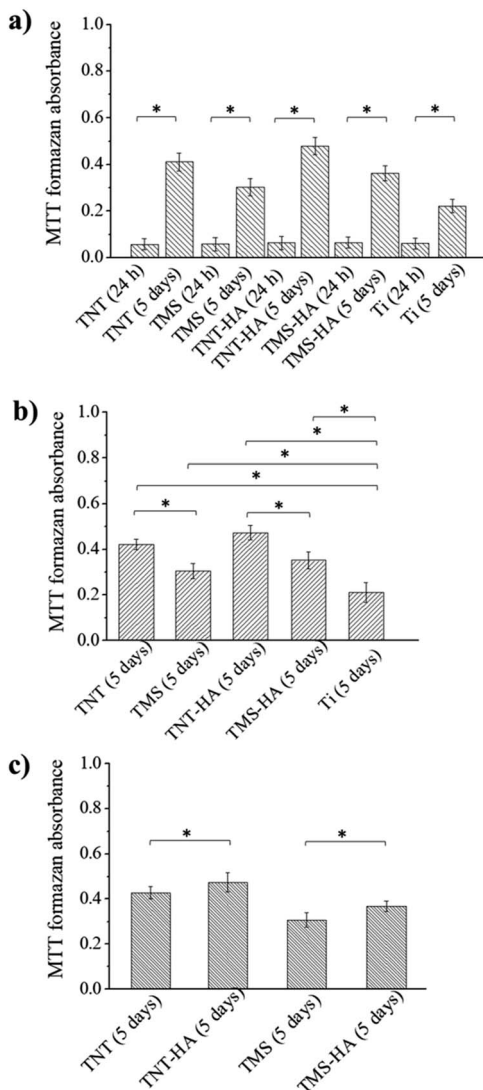 a)
MTT formazan absorbance
1.0
0.8
0.6
0.4
0.2
0.0
* * * * *
TNT (24 h)
TNT (5 days)
TMS (24 h)
TMS (5 days)
TNT-HA (24 h)
TNT-HA (5 days)
TMS-HA (24 h)
TMS-HA (5 days)
Ti (24 h)
Ti (5 days)
b)
MTT formazan absorbance
1.0
0.8
0.6
0.4
0.2
0.0
*
*
*
*
* *
TNT (5 days)
TMS (5 days)
TNT-HA (5 days)
TMS-HA (5 days)
Ti (5 days)
c)
MTT formazan absorbance
1.0
0.8
0.6
0.4
0.2
0.0
* *
TNT (5 days)
TNT-HA (5 days)
TMS (5 days)
TMS-HA (5 days)